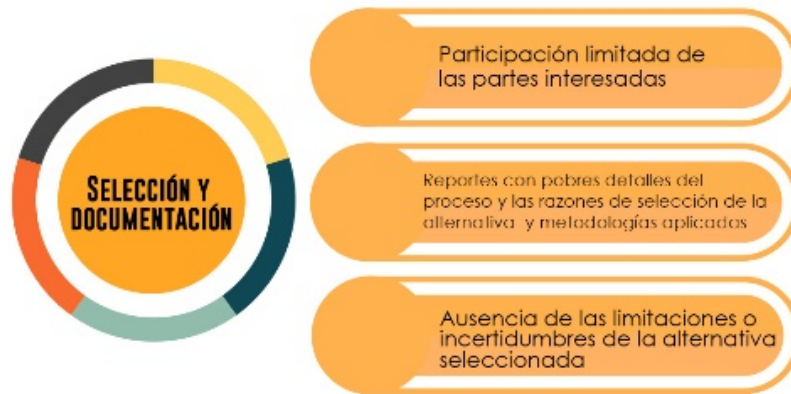 SELECCIÓN Y
DOCUMENTACIÓN
Participación limitada de
las partes interesadas
Reportes con pobres detalles del
proceso y las razones de selección de la
alternativa y metodologías aplicados
Ausencia de las limitaciones o
incertidumbres de la alternativa
seleccionada